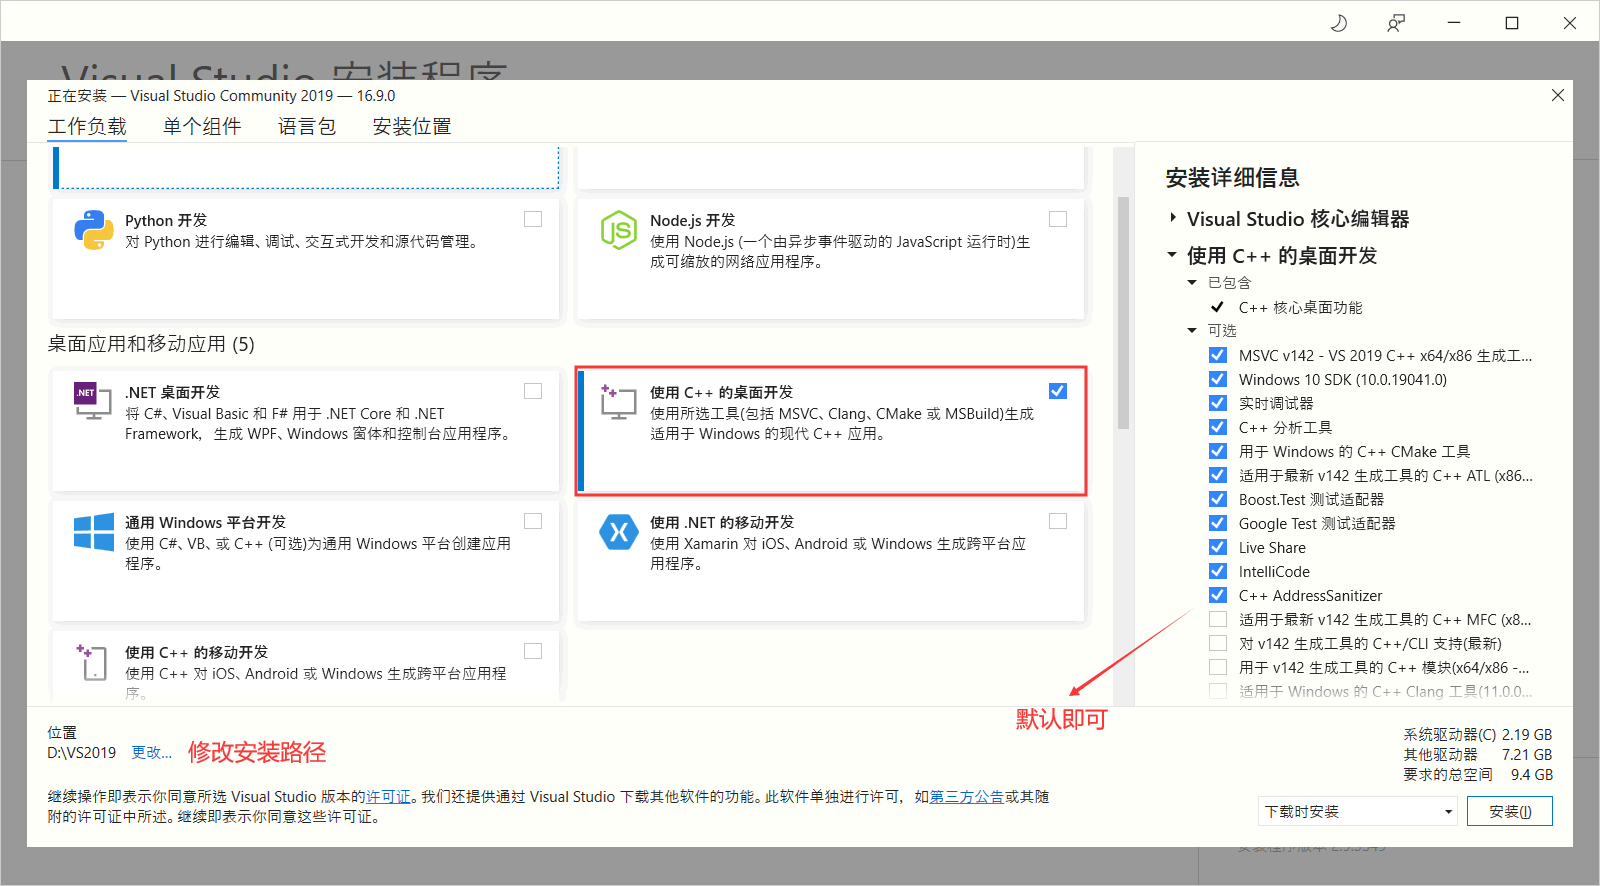 Visual Studio 安装程序
正在安装 — Visual Studio Community 2019 — 16.9.0
工作负载 单个组件 语言包 安装位置
Python 开发
对 Python 进行编辑、调试、交互式开发和源代码管理。
Node.js 开发
使用 Node.js (一个由异步事件驱动的 JavaScript 运行时)生
成可缩放的网络应用程序。
桌面应用和移动应用 (5)
.NET
.NET 桌面开发
将 C#、Visual Basic 和 F# 用于 .NET Core 和 .NET
Framework，生成 WPF、Windows 窗体和控制台应用程序。
使用 C++ 的桌面开发
使用所选工具(包括 MSVC、Clang、CMake 或 MSBuild)生成
适用于 Windows 的现代 C++ 应用。
通用 Windows 平台开发
使用 C#、VB、或 C++ (可选)为通用 Windows 平台创建应用
程序。
使用 .NET 的移动开发
使用 Xamarin 对 iOS、Android 或 Windows 生成跨平台应
用程序。
使用 C++ 的移动开发
使用 C++ 对 iOS、Android 或 Windows 生成跨平台应用程
序。
安装详细信息
Visual Studio 核心编辑器
使用 C++ 的桌面开发
已包含
C++ 核心桌面功能
可选
MSVC v142 - VS 2019 C++ x64/x86 生成工...
Windows 10 SDK (10.0.19041.0)
实时调试器
C++ 分析工具
用于 Windows 的 C++ CMake 工具
适用于最新 v142 生成工具的 C++ ATL (x86...
Boost.Test 测试适配器
Google Test 测试适配器
Live Share
IntelliCode
C++ AddressSanitizer
适用于最新 v142 生成工具的 C++ MFC (x8...
对 v142 生成工具的 C++/CLI 支持(最新)
用于 v142 生成工具的 C++ 模块(x64/x86 -...
适用于 Windows 的 C++ Clang 工具(11.0.0...
默认即可
位置
D:\VS2019 更改... 修改安装路径
继续操作即表示你同意所选 Visual Studio 版本的许可证。我们还提供通过 Visual Studio 下载其他软件的功能。此软件单独进行许可，如第三方公告或其随
附的许可证中所述。继续即表示你同意这些许可证。
系统驱动器(C) 2.19 GB
其他驱动器 7.21 GB
要求的总空间 9.4 GB
下载时安装 安装(I)